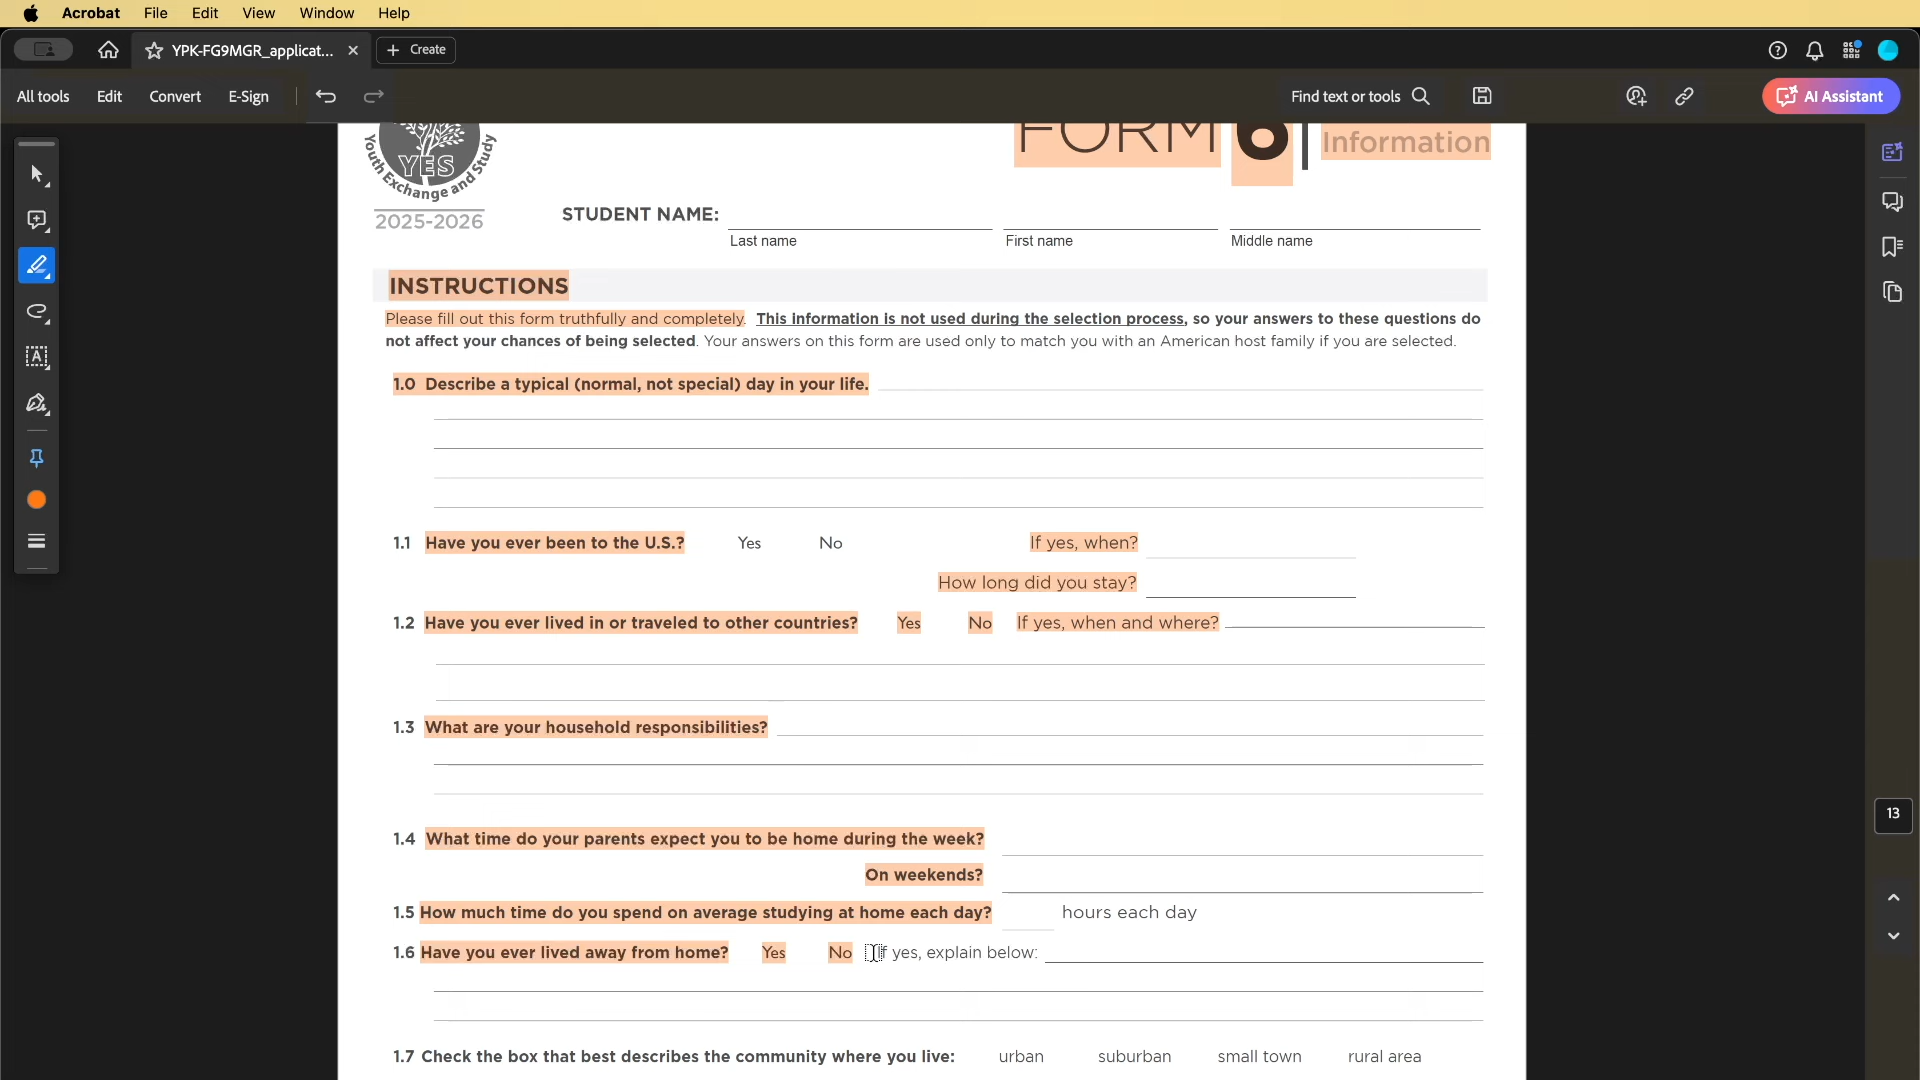 Acrobat File Edit View Window Help
YPK-FG9MGR_applicat... Create
All tools Edit Convert E-Sign Find text or tools AI Assistant
YES
Youth Exchange and Study
2025-2026
FORM 6 Information
STUDENT NAME:
Last name First name Middle name
INSTRUCTIONS
Please fill out this form truthfully and completely. This information is not used during the selection process, so your answers to these questions do
not affect your chances of being selected. Your answers on this form are used only to match you with an American host family if you are selected.
1.0 Describe a typical (normal, not special) day in your life.
1.1 Have you ever been to the U.S.? Yes No If yes, when?
How long did you stay?
1.2 Have you ever lived in or traveled to other countries? Yes No If yes, when and where?
1.3 What are your household responsibilities?
1.4 What time do your parents expect you to be home during the week?
On weekends?
1.5 How much time do you spend on average studying at home each day? hours each day
1.6 Have you ever lived away from home? Yes No If yes, explain below:
1.7 Check the box that best describes the community where you live: urban suburban small town rural area
13